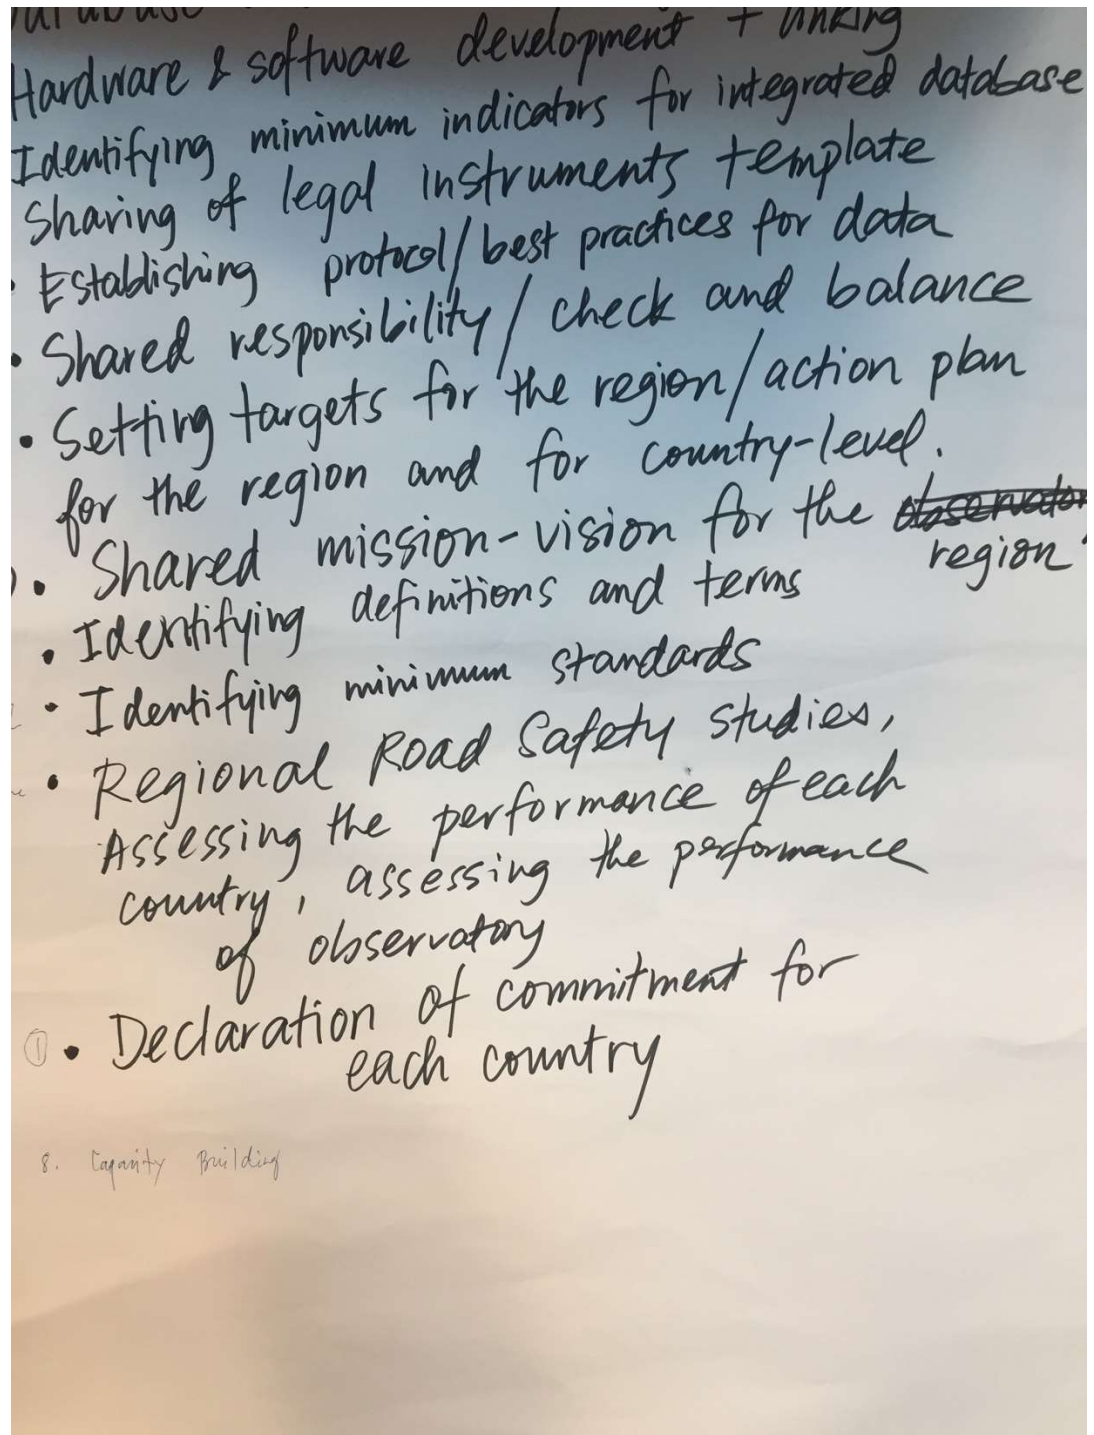 Database
Hardware & software development + linking
Identifying minimum indicators for integrated database
Sharing of legal instruments template
• Establishing protocol/best practices for data
• Shared responsibility/check and balance
• Setting targets for the region/action plan
for the region and for country-level.
• Shared mission-vision for the observator
region
• Identifying definitions and terms
• Identifying minimum standards
• Regional Road Safety Studies,
Assessing the performance of each
country, assessing the performance
of observatory
① • Declaration of commitment for
each country
8. Capacity Building